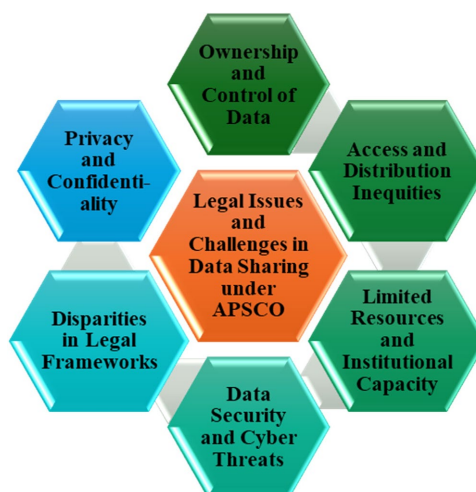 Ownership
and
Control of
Data
Access and
Distribution
Inequities
Limited
Resources
and
Institutional
Capacity
Data
Security
and Cyber
Threats
Disparities
in Legal
Frameworks
Privacy
and
Confidenti-
ality
Legal Issues
and
Challenges in
Data Sharing
under
APSCO